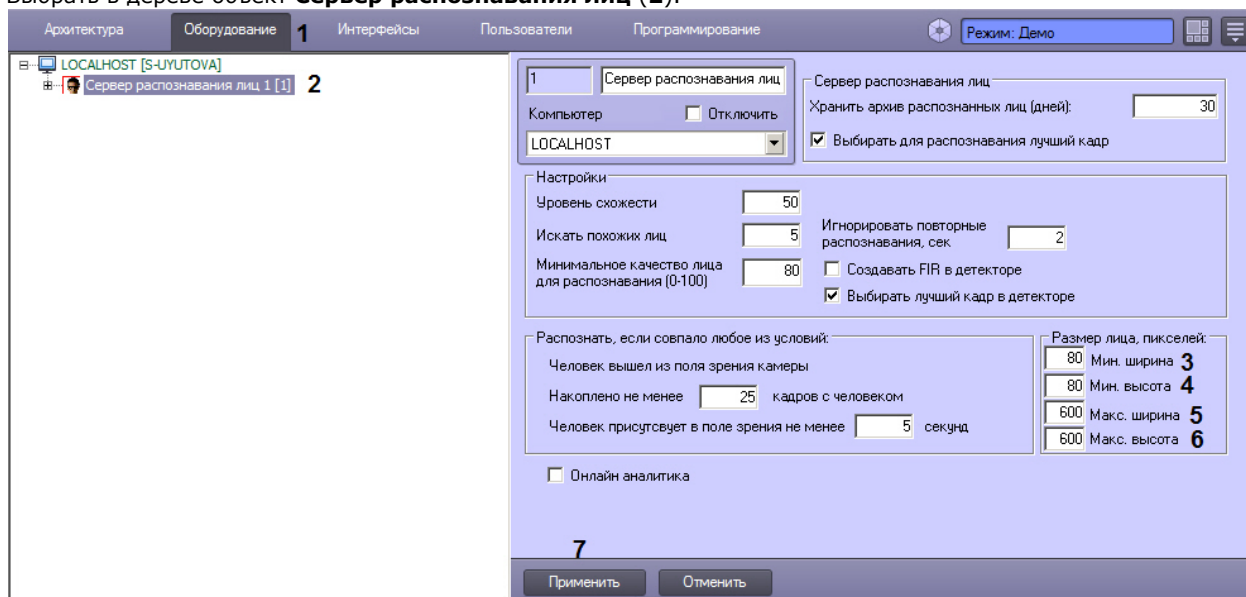 Выбрать в дереве объект Сервер распознавания лиц (2).
Архитектура Оборудование 1 Интерфейсы Пользователи Программирование Режим: Демо
LOCALHOST [S-UYUTOVA]
Сервер распознавания лиц 1 [1] 2
1 Сервер распознавания лиц
Компьютер Отключить
LOCALHOST
Сервер распознавания лиц
Хранить архив распознанных лиц (дней): 30
Выбирать для распознавания лучший кадр
Настройки
Уровень схожести 50
Искать похожих лиц 5
Минимальное качество лица
для распознавания (0-100) 80
Игнорировать повторные
распознавания, сек 2
Создавать FIR в детекторе
Выбирать лучший кадр в детекторе
Распознать, если совпало любое из условий:
Человек вышел из поля зрения камеры
Накоплено не менее 25 кадров с человеком
Человек присутсвует в поле зрения не менее 5 секунд
Размер лица, пикселей:
80 Мин. ширина 3
80 Мин. высота 4
600 Макс. ширина 5
600 Макс. высота 6
Онлайн аналитика
7
Применить Отменить